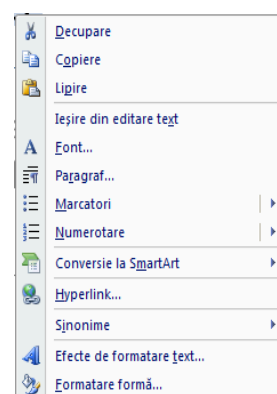 Decupare
Copiere
Lipire
Ieșire din editare text
Font...
Paragraf...
Marcatori
Numerotare
Conversie la SmartArt
Hyperlink...
Sinonime
Efecte de formatare text...
Formatare formă...